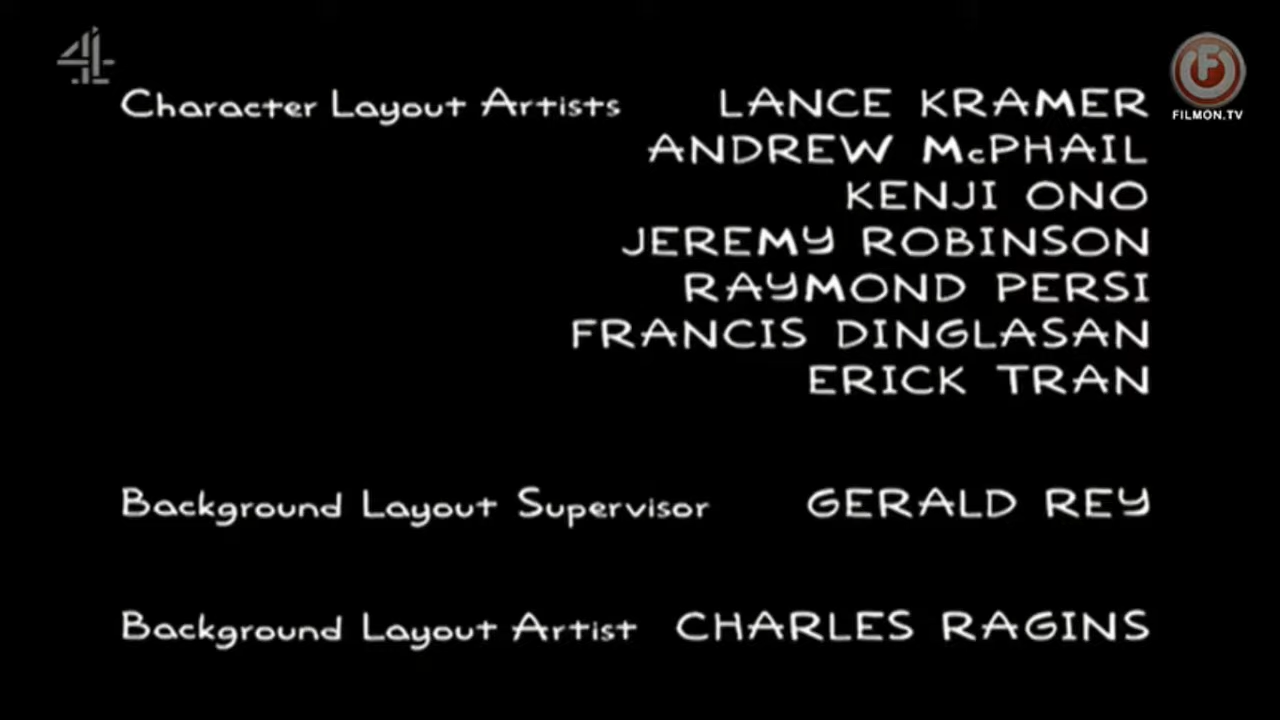 4
FILMON.TV
Character Layout Artists LANCE KRAMER
ANDREW McPHAIL
KENJI ONO
JEREMY ROBINSON
RAYMOND PERSI
FRANCIS DINGLASAN
ERICK TRAN
Background Layout Supervisor GERALD REY
Background Layout Artist CHARLES RAGINS